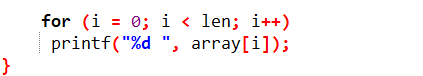 for (i = 0; i < len; i++)
printf("%d ", array[i]);
}